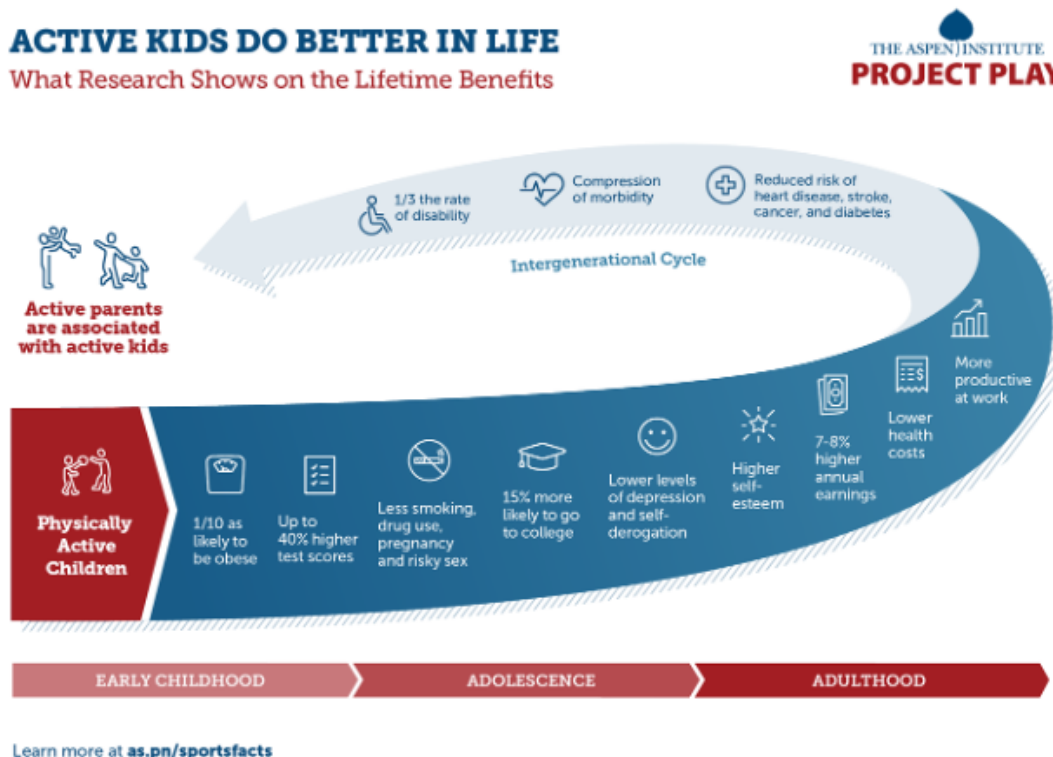 ACTIVE KIDS DO BETTER IN LIFE
What Research Shows on the Lifetime Benefits
THE ASPEN INSTITUTE
PROJECT PLAY
1/3 the rate
of disability
Compression
of morbidity
Reduced risk of
heart disease, stroke,
cancer, and diabetes
Intergenerational Cycle
Active parents
are associated
with active kids
Physically
Active
Children
1/10 as
likely to
be obese
Up to
40% higher
test scores
Less smoking,
drug use,
pregnancy
and risky sex
15% more
likely to go
to college
Lower levels
of depression
and self-
derogation
Higher
self-
esteem
7-8%
higher
annual
earnings
Lower
health
costs
More
productive
at work
EARLY CHILDHOOD
ADOLESCENCE
ADULTHOOD
Learn more at as.pn/sportsfacts